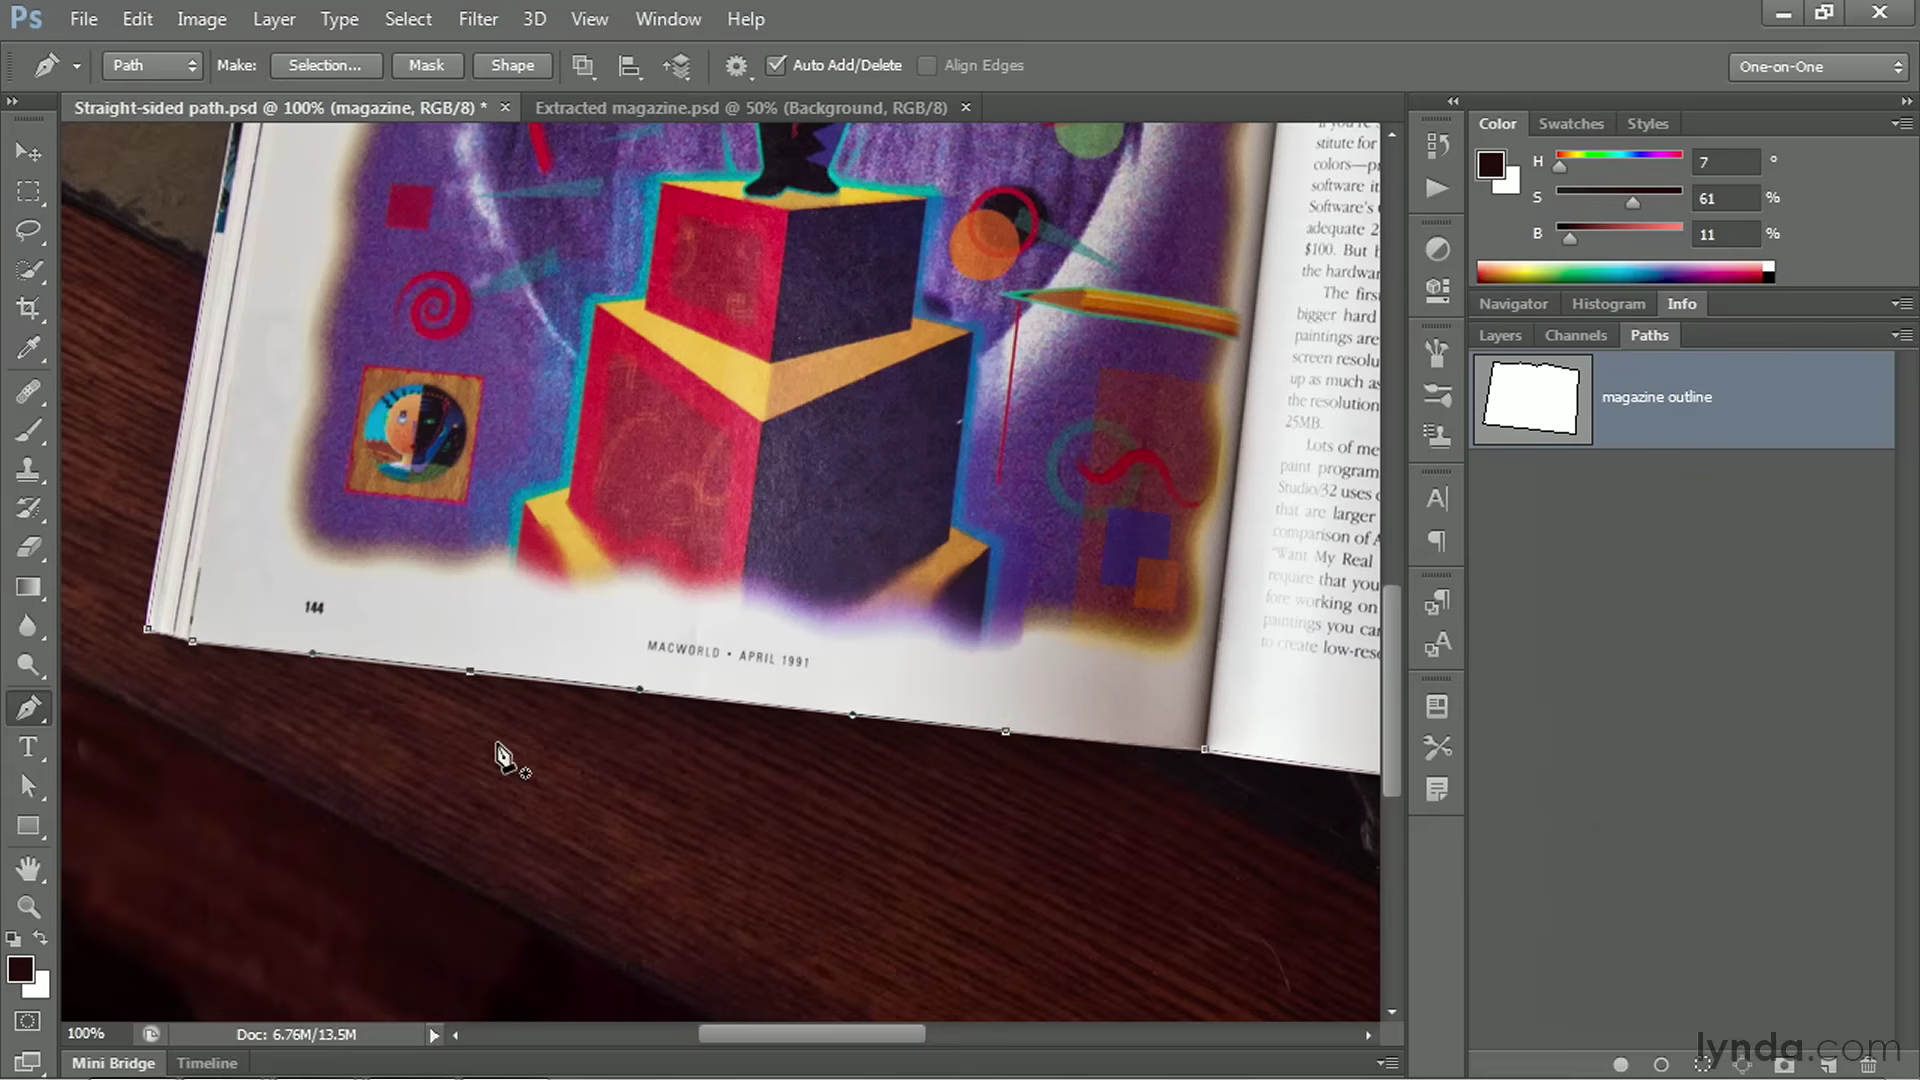 Ps File Edit Image Layer Type Select Filter 3D View Window Help
Path Make: Selection... Mask Shape Auto Add/Delete Align Edges One-on-One
Straight-sided path.psd @ 100% (magazine, RGB/8) * × Extracted magazine.psd @ 50% (Background, RGB/8) ×
Color Swatches Styles
H 7 °
S 61 %
B 11 %
Navigator Histogram Info
Layers Channels Paths
magazine outline
stitute for
colors—p
software it
Software's
adequate 2
$100. But
the hardwar
The firs
bigger hard
paintings are
screen resolu
up as much as
the resolution
25MB.
Lots of me
paint program
Studio/32 uses
that are larger
comparison of A
"Want My Real
require that you
fore working on
paintings you car
to create low-res
144
MACWORLD • APRIL 1991
100% Doc: 6.76M/13.5M
Mini Bridge Timeline
lynda.com